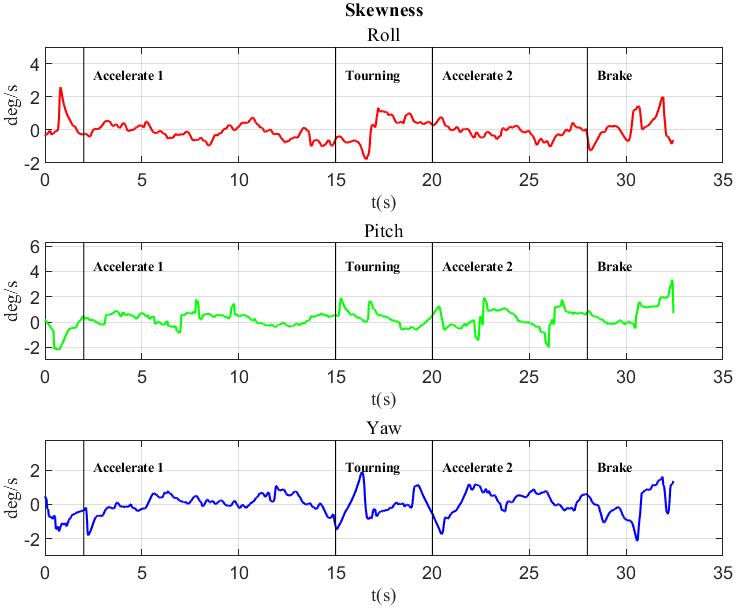 Skewness
Roll
4
2
0
-2
deg/s
Accelerate 1 Tourning Accelerate 2 Brake
0 5 10 15 20 25 30 35
t(s)
Pitch
6
4
2
0
-2
deg/s
Accelerate 1 Tourning Accelerate 2 Brake
0 5 10 15 20 25 30 35
t(s)
Yaw
2
0
-2
deg/s
Accelerate 1 Tourning Accelerate 2 Brake
0 5 10 15 20 25 30 35
t(s)